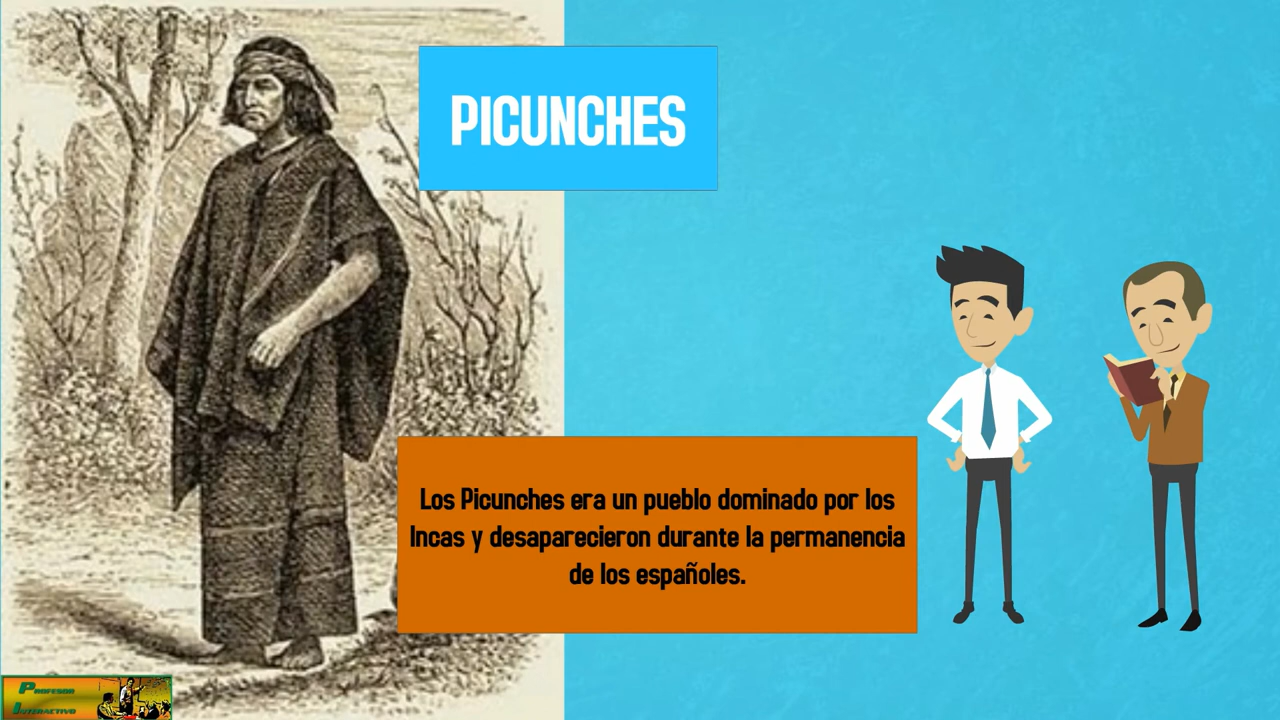 PICUNCHES
Los Picunches era un pueblo dominado por los
Incas y desaparecieron durante la permanencia
de los españoles.
PROFESOR
INTERACTIVO